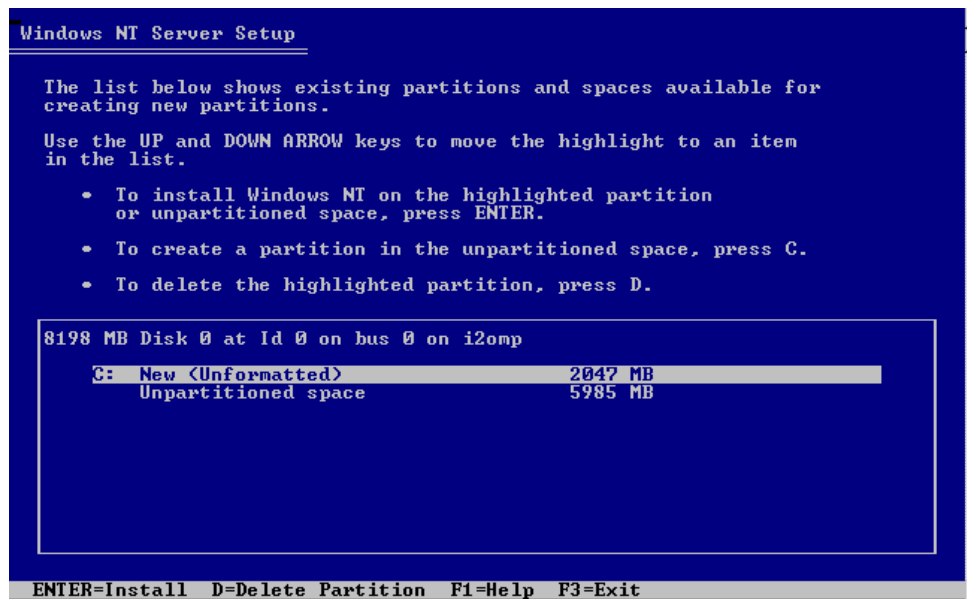 Windows NT Server Setup
The list below shows existing partitions and spaces available for
creating new partitions.
Use the UP and DOWN ARROW keys to move the highlight to an item
in the list.
• To install Windows NT on the highlighted partition
or unpartitioned space, press ENTER.
• To create a partition in the unpartitioned space, press C.
• To delete the highlighted partition, press D.
8198 MB Disk 0 at Id 0 on bus 0 on i2omp
C: New (Unformatted) 2047 MB
Unpartitioned space 5985 MB
ENTER=Install D=Delete Partition F1=Help F3=Exit